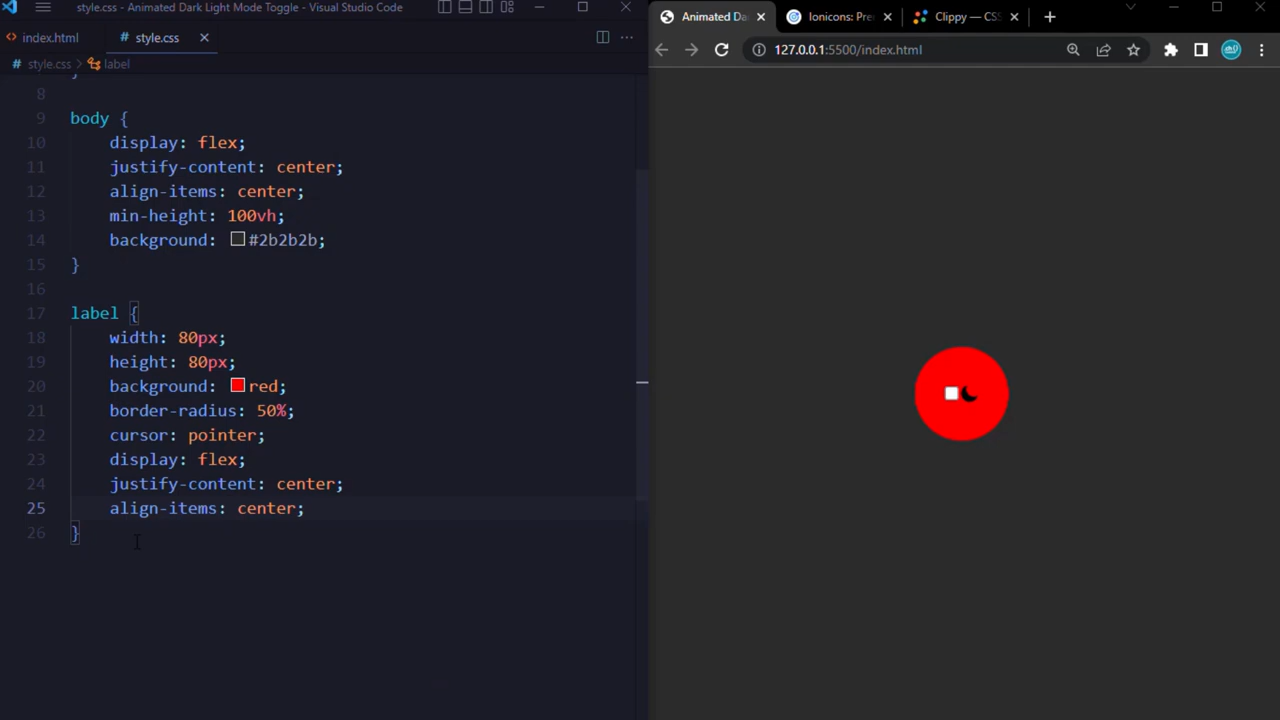 style.css - Animated Dark Light Mode Toggle - Visual Studio Code
index.html
# style.css
# style.css > label
}
8
9 body {
10 display: flex;
11 justify-content: center;
12 align-items: center;
13 min-height: 100vh;
14 background: #2b2b2b;
15 }
16
17 label {
18 width: 80px;
19 height: 80px;
20 background: red;
21 border-radius: 50%;
22 cursor: pointer;
23 display: flex;
24 justify-content: center;
25 align-items: center;
26 }
Animated Da
Ionicons: Pre
Clippy — CSS
127.0.0.1:5500/index.html